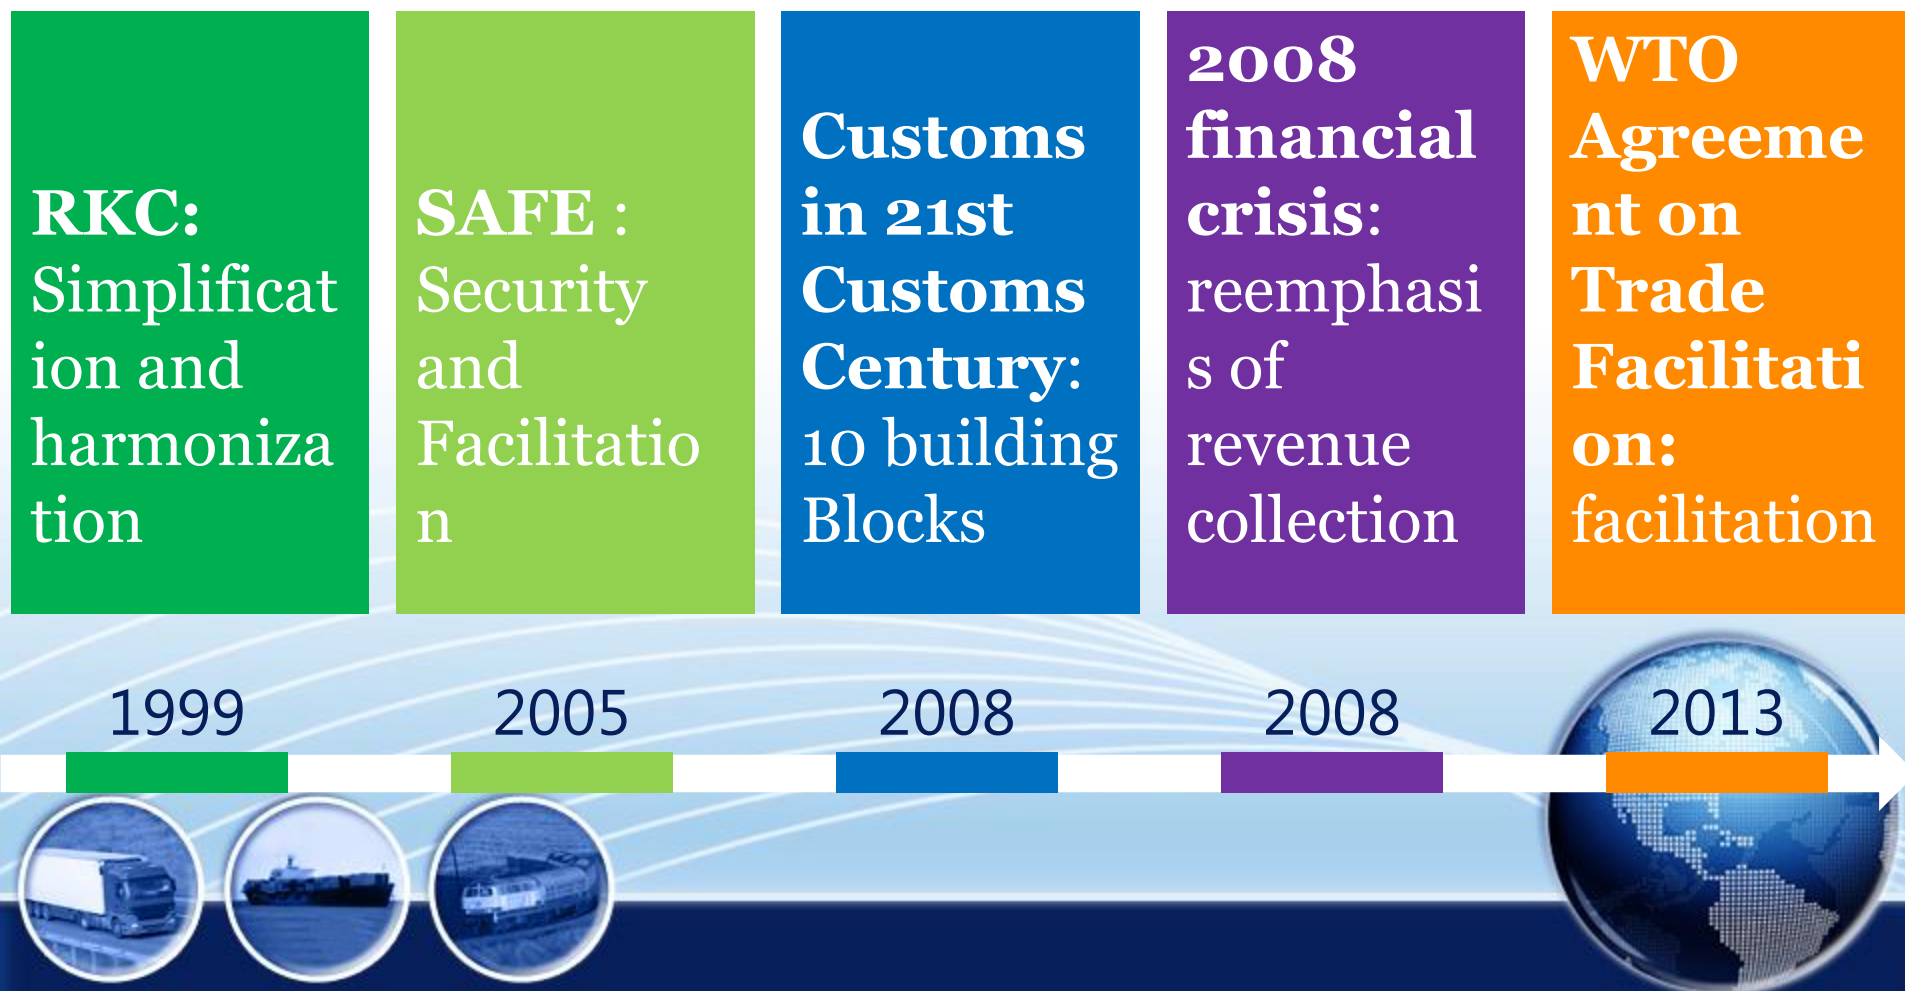 RKC:
Simplificat
ion and
harmoniza
tion
SAFE :
Security
and
Facilitatio
n
Customs
in 21st
Customs
Century:
10 building
Blocks
2008
financial
crisis:
reemphasi
s of
revenue
collection
WTO
Agreeme
nt on
Trade
Facilitati
on:
facilitation
1999
2005
2008
2008
2013